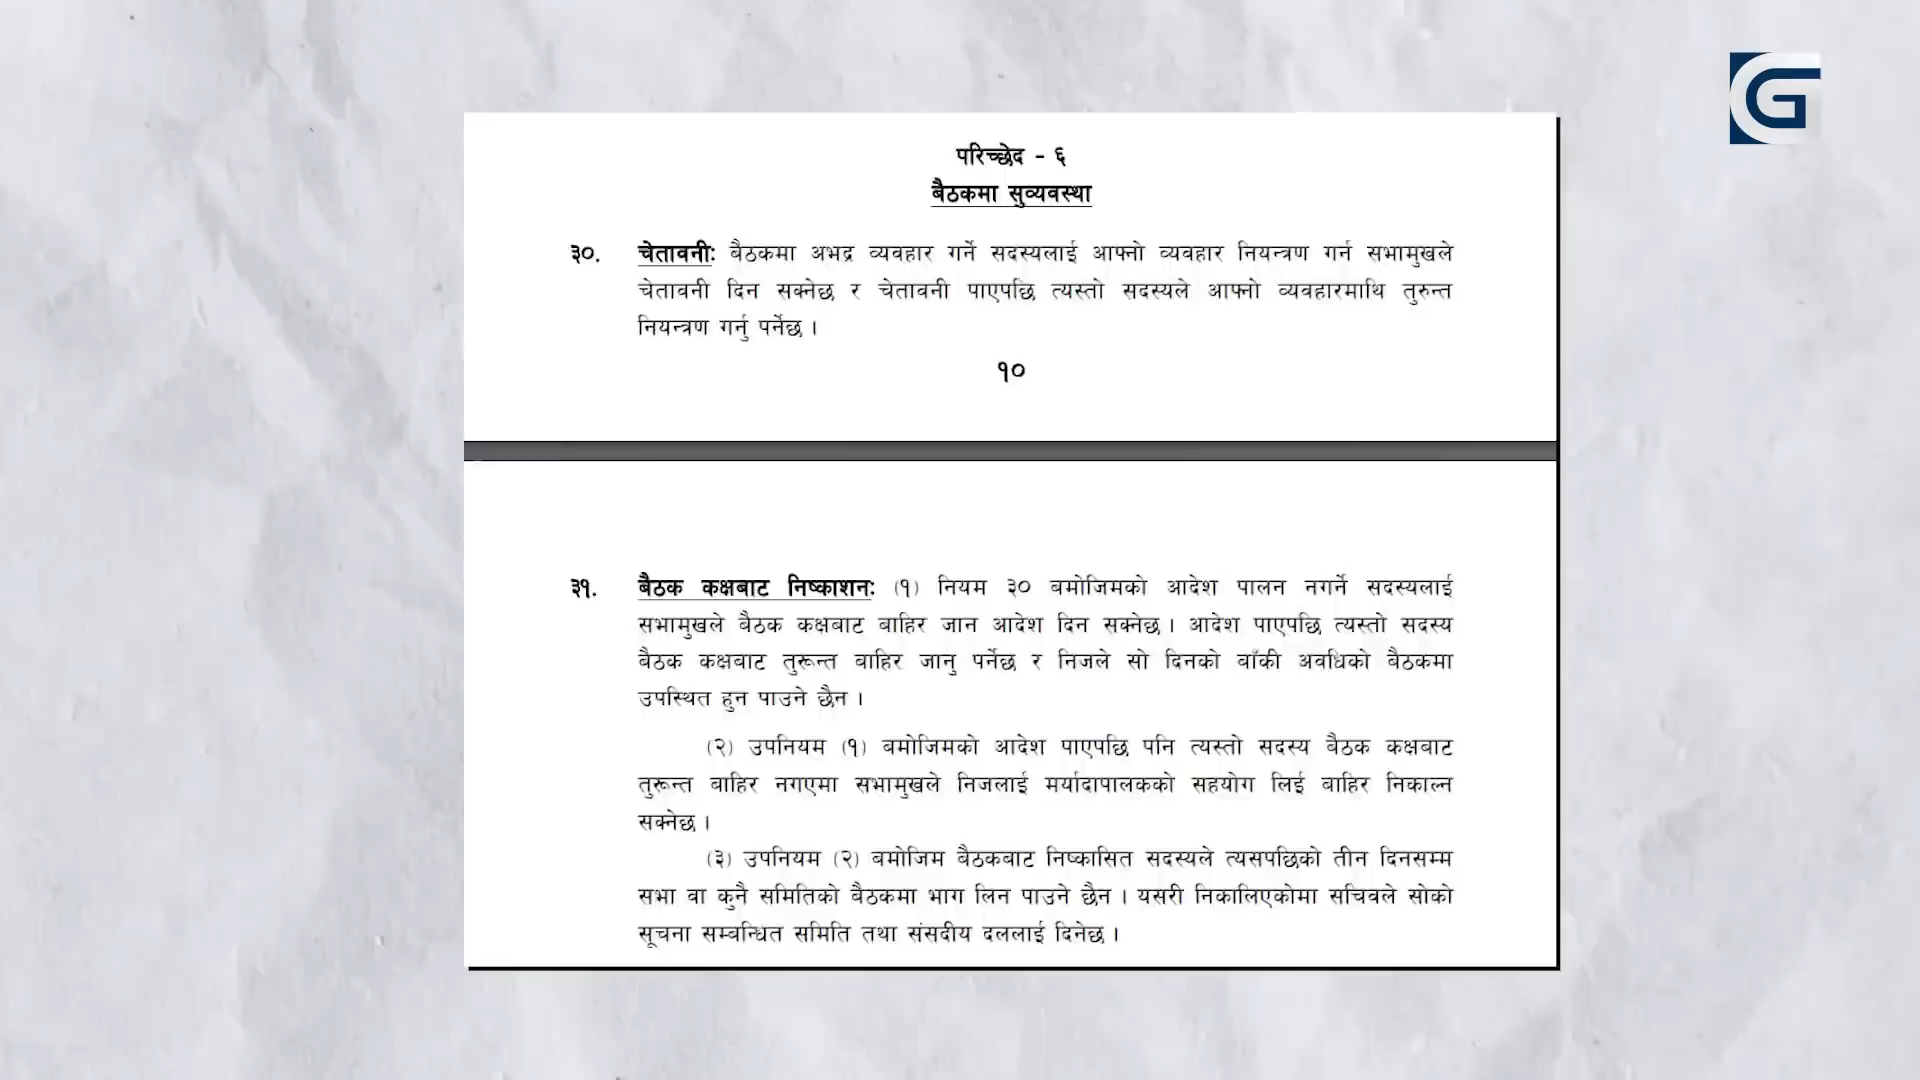 G
परिच्छेद - ६
बैठकमा सुव्यवस्था
३०. चेतावनी: बैठकमा अभद्र व्यवहार गर्ने सदस्यलाई आफ्नो व्यवहार नियन्त्रण गर्न सभामुखले
चेतावनी दिन सक्नेछ र चेतावनी पाएपछि त्यस्तो सदस्यले आफ्नो व्यवहारमाथि तुरुन्त
नियन्त्रण गर्नु पर्नेछ ।
१०
३१. बैठक कक्षबाट निष्काशन: (१) नियम ३० बमोजिमको आदेश पालन नगर्ने सदस्यलाई
सभामुखले बैठक कक्षबाट बाहिर जान आदेश दिन सक्नेछ । आदेश पाएपछि त्यस्तो सदस्य
बैठक कक्षबाट तुरून्त बाहिर जानु पर्नेछ र निजले सो दिनको बाँकी अवधिको बैठकमा
उपस्थित हुन पाउने छैन ।
(२) उपनियम (१) बमोजिमको आदेश पाएपछि पनि त्यस्तो सदस्य बैठक कक्षबाट
तुरून्त बाहिर नगएमा सभामुखले निजलाई मर्यादापालकको सहयोग लिई बाहिर निकाल्न
सक्नेछ ।
(३) उपनियम (२) बमोजिम बैठकबाट निष्कासित सदस्यले त्यसपछिको तीन दिनसम्म
सभा वा कुनै समितिको बैठकमा भाग लिन पाउने छैन । यसरी निकालिएकोमा सचिवले सोको
सूचना सम्बन्धित समिति तथा संसदीय दललाई दिनेछ ।